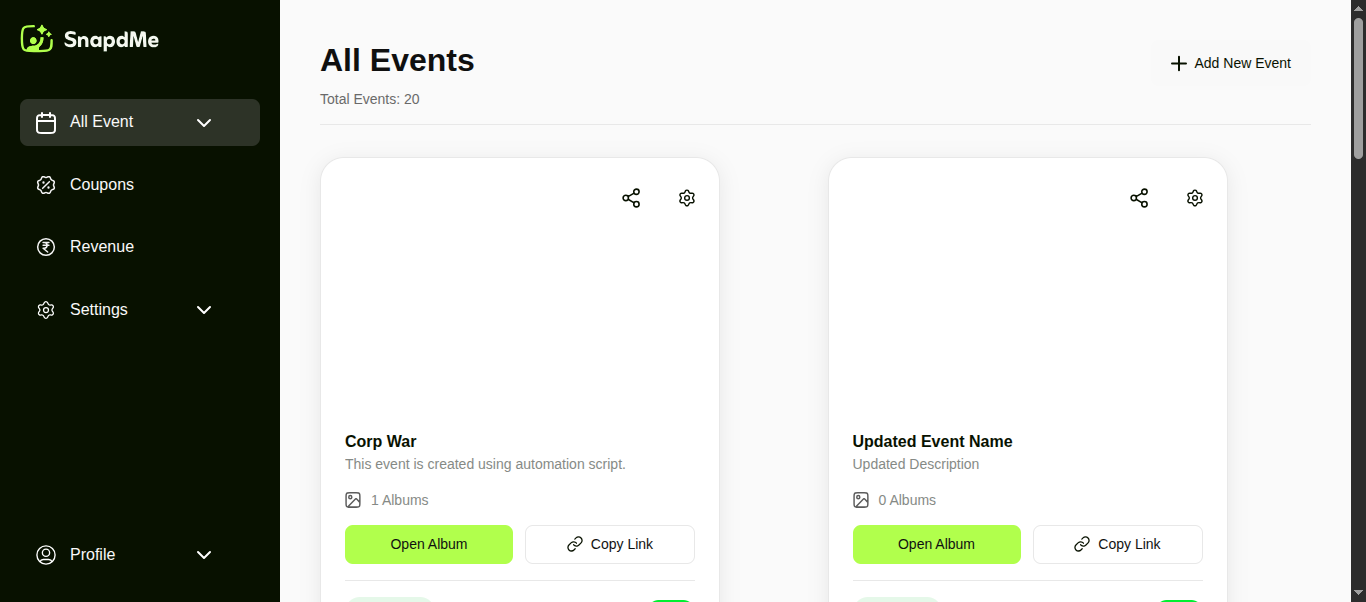 SnapdMe
All Event
Coupons
Revenue
Settings
Profile
All Events
Total Events: 20
Add New Event
Corp War
This event is created using automation script.
1 Albums
Open Album
Copy Link
Updated Event Name
Updated Description
0 Albums
Open Album
Copy Link